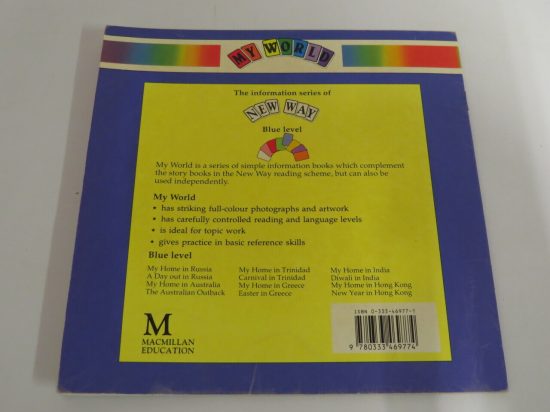 MY WORLD
The information series of
NEW WAY
Blue level
My World is a series of simple information books which complement
the story books in the New Way reading scheme, but can also be
used independently.
My World
• has striking full-colour photographs and artwork
• has carefully controlled reading and language levels
• is ideal for topic work
• gives practice in basic reference skills
Blue level
My Home in Russia
A Day out in Russia
My Home in Australia
The Australian Outback
My Home in Trinidad
Carnival in Trinidad
My Home in Greece
Easter in Greece
My Home in India
Diwali in India
My Home in Hong Kong
New Year in Hong Kong
M
MACMILLAN
EDUCATION
ISBN 0-333-46977-1
9 780333 469774